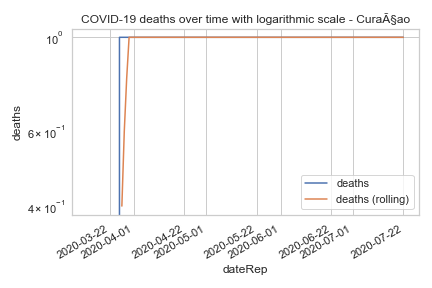 COVID-19 deaths over time with logarithmic scale - CuraÃ§ao
deaths
10⁰
6 × 10⁻¹
4 × 10⁻¹
deaths
deaths (rolling)
2020-03-22
2020-04-01
2020-04-22
2020-05-01
2020-05-22
2020-06-01
2020-06-22
2020-07-01
2020-07-22
dateRep